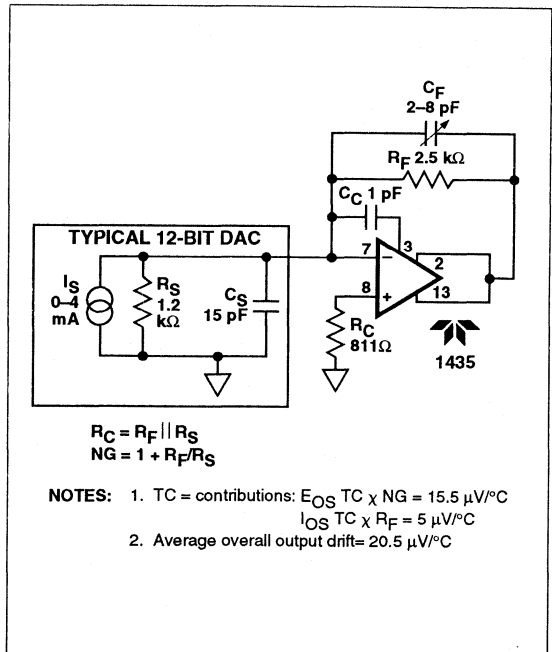 C_F
2–8 pF
R_F 2.5 kΩ
C_C 1 pF
TYPICAL 12-BIT DAC
7
–
3
2
I_S
0–4
mA
R_S
1.2
kΩ
C_S
15 pF
8
+
13
R_C
811Ω
1435
R_C = R_F || R_S
NG = 1 + R_F/R_S
NOTES: 1. TC = contributions: E_OS TC χ NG = 15.5 μV/°C
I_OS TC χ R_F = 5 μV/°C
2. Average overall output drift= 20.5 μV/°C